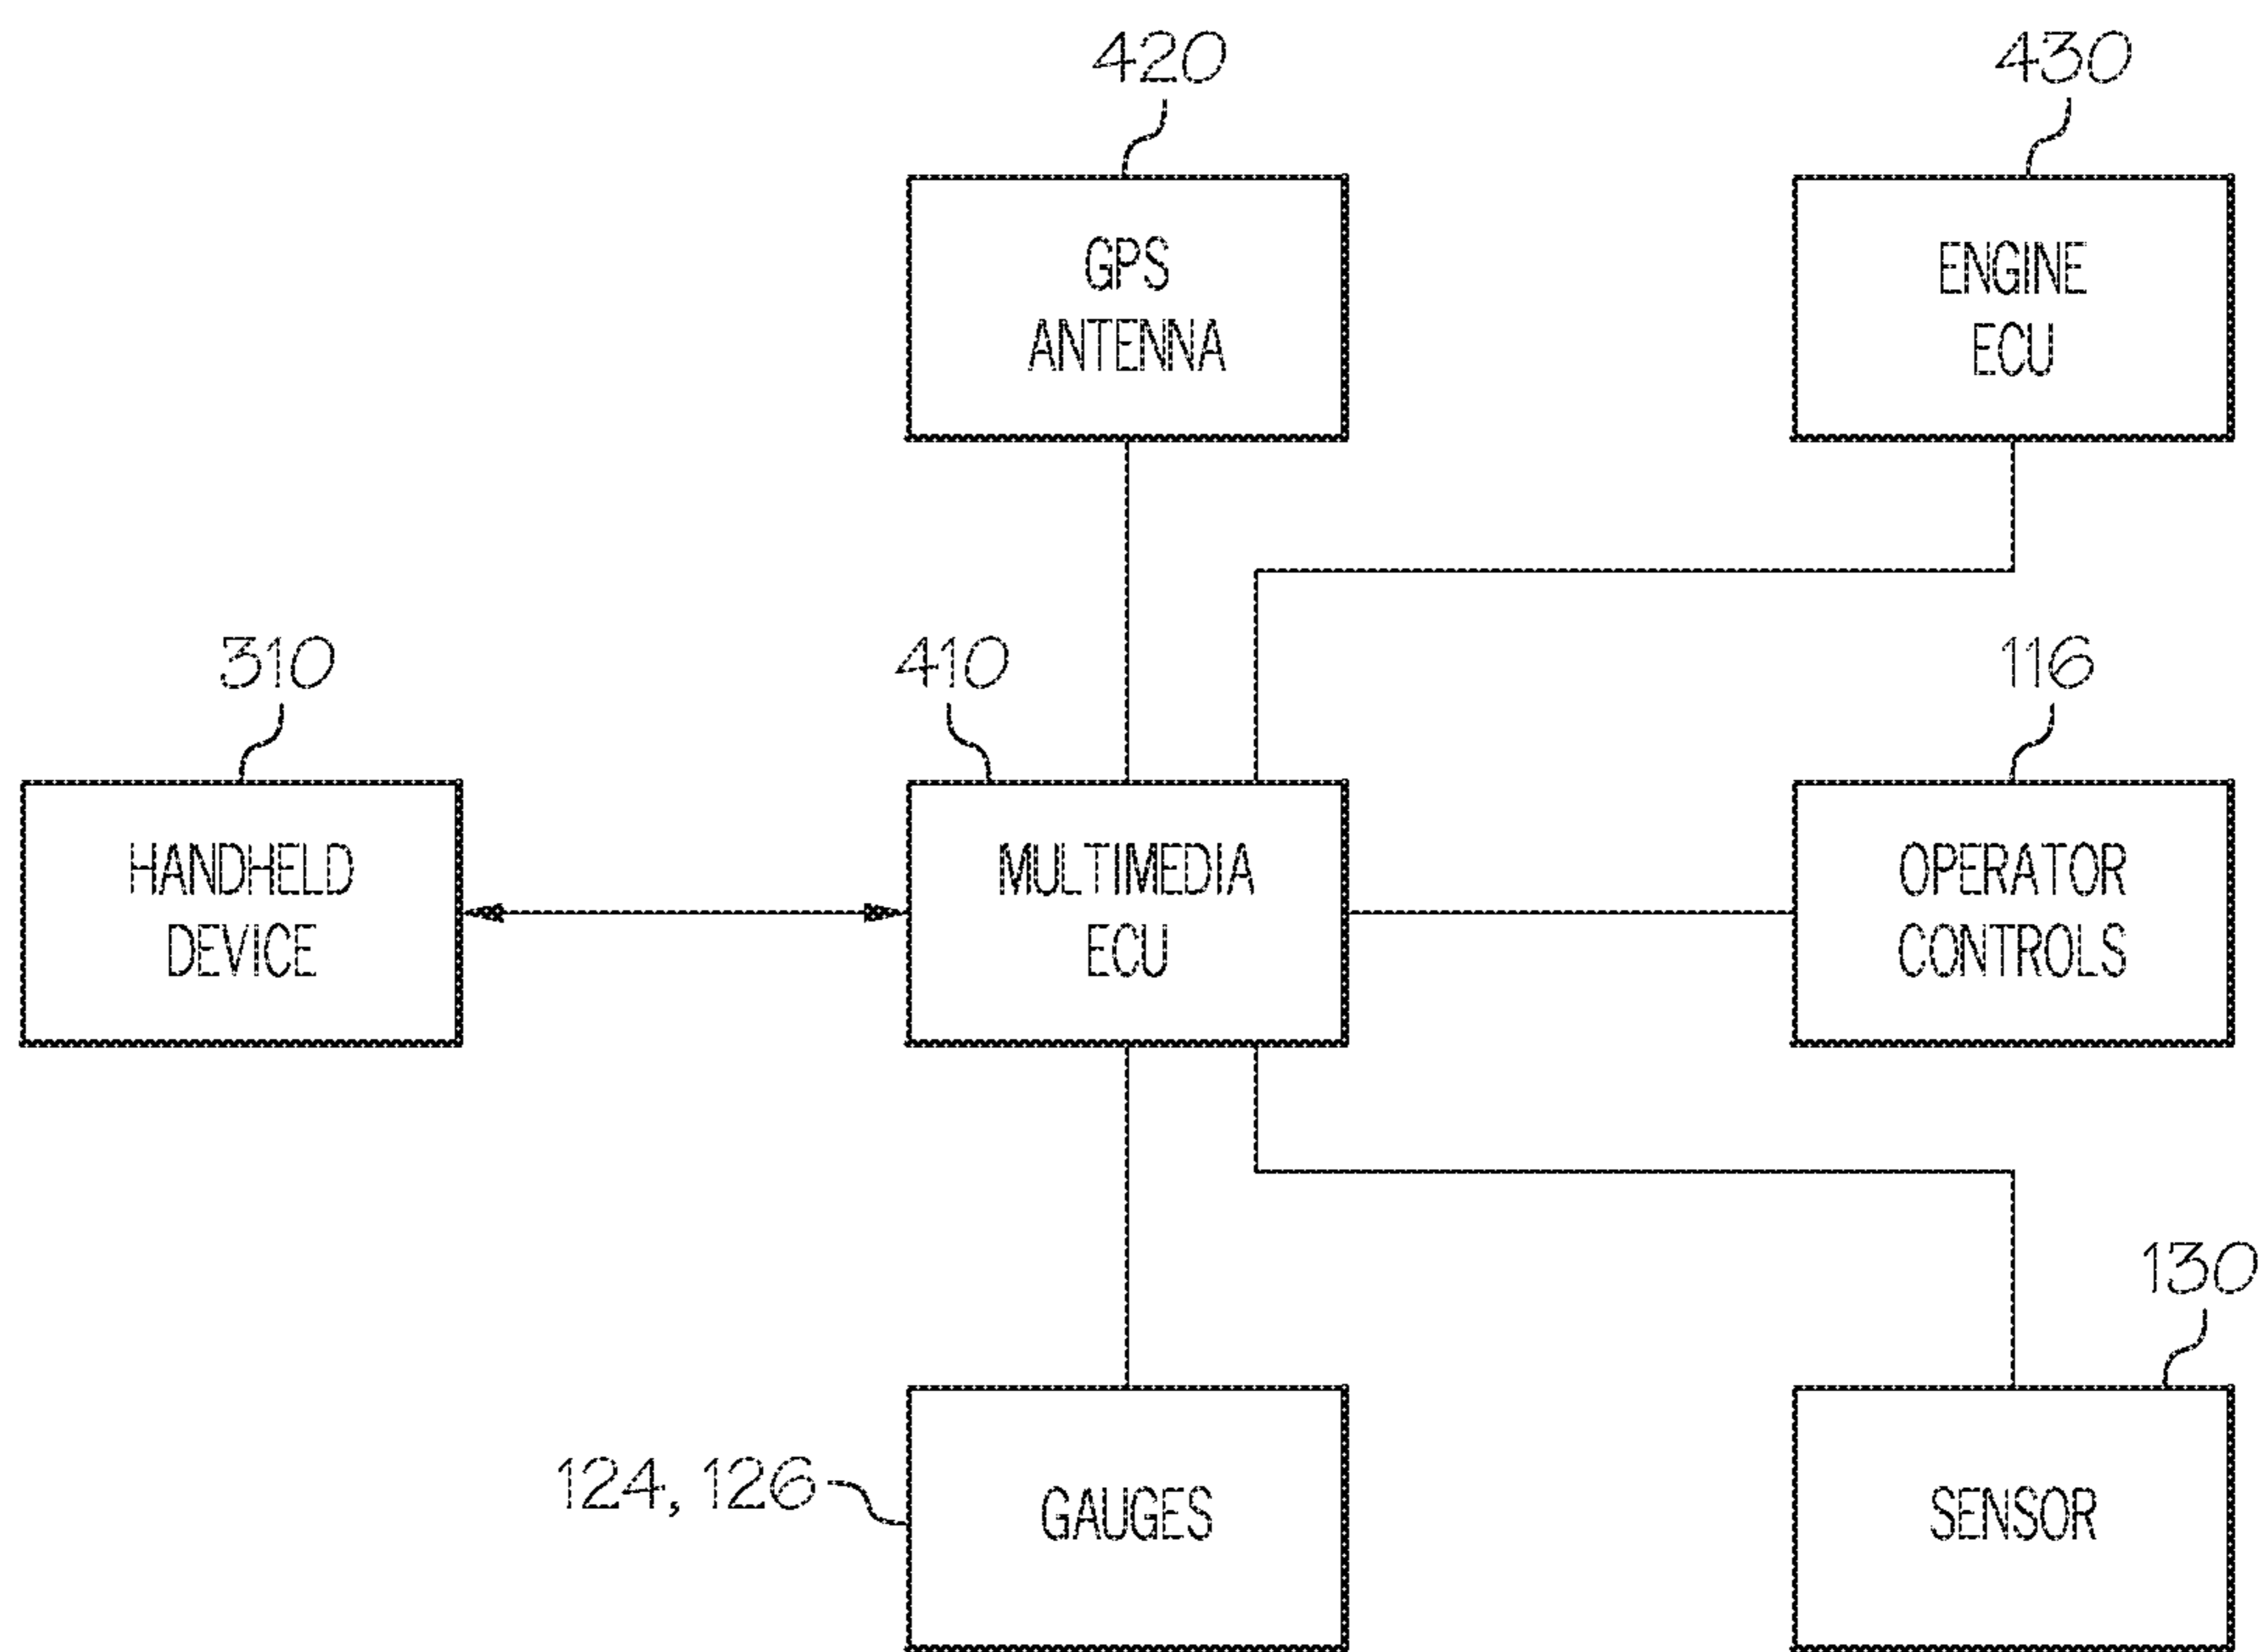 420
430
GPS
ANTENNA
ENGINE
ECU
310
410
116
HANDHELD
DEVICE
MULTIMEDIA
ECU
OPERATOR
CONTROLS
130
124, 126
GAUGES
SENSOR